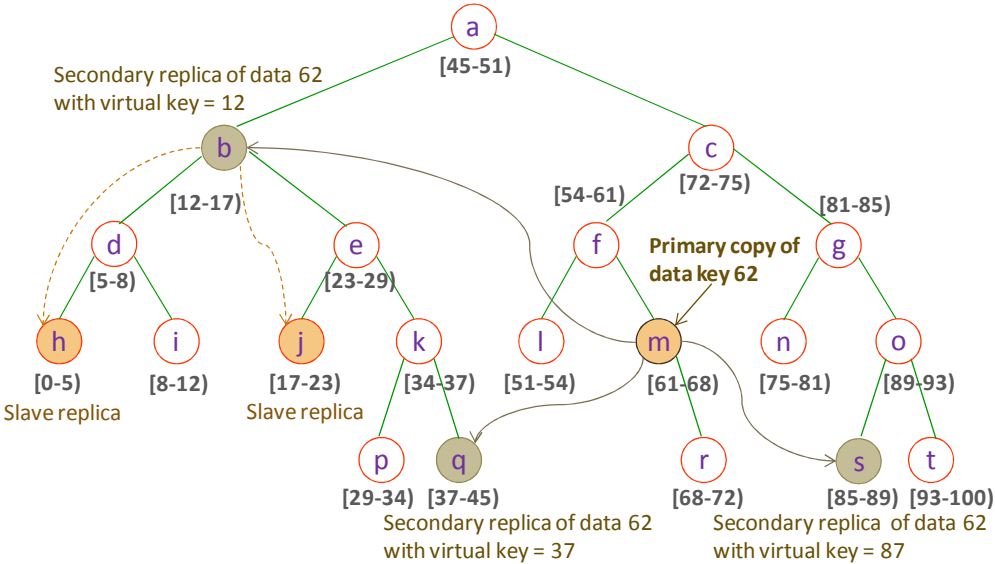 a
[45-51)
Secondary replica of data 62
with virtual key = 12
b
c
[12-17)
[54-61)
[72-75)
[81-85)
d
e
f
Primary copy of
data key 62
g
[5-8)
[23-29)
h
i
j
k
l
m
n
o
[0-5)
[8-12)
[17-23)
[34-37)
[51-54)
[61-68)
[75-81)
[89-93)
Slave replica
Slave replica
p
q
r
s
t
[29-34)
[37-45)
[68-72)
[85-89)
[93-100)
Secondary replica of data 62
with virtual key = 37
Secondary replica of data 62
with virtual key = 87